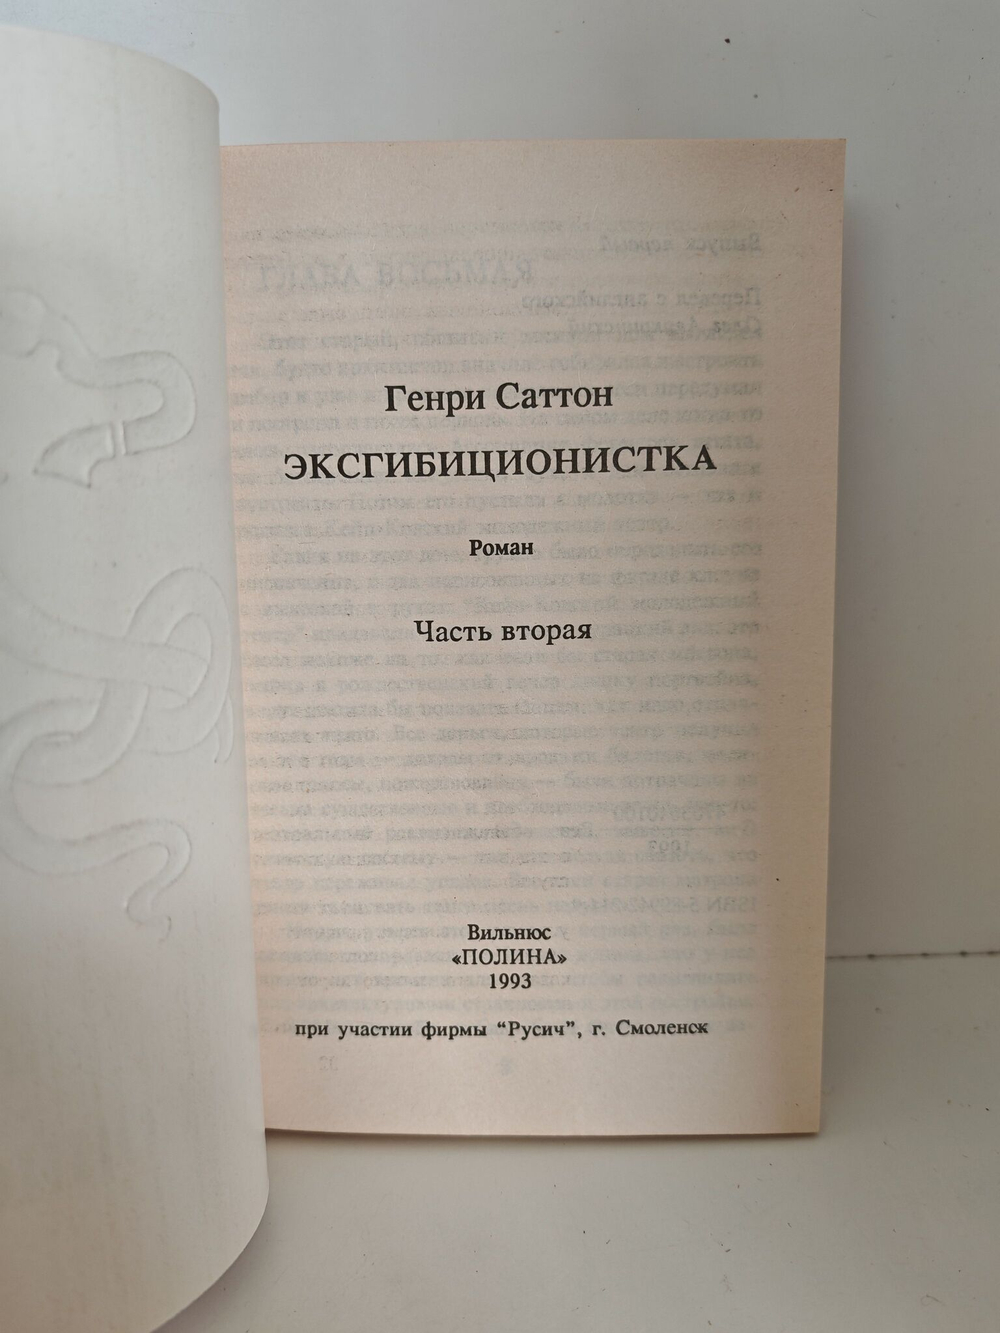 Генри Саттон
ЭКСГИБИЦИОНИСТКА
Роман
Часть вторая
Вильнюс
«ПОЛИНА»
1993
при участии фирмы "Русич", г. Смоленск